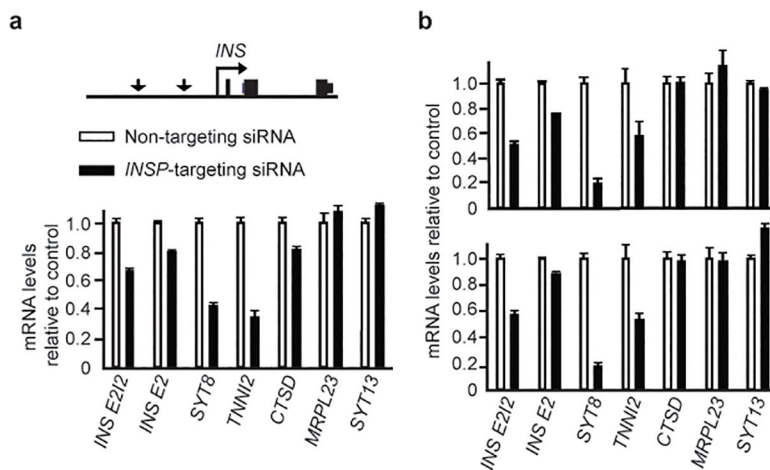 a
INS
Non-targeting siRNA
INSP-targeting siRNA
mRNA levels
relative to control
1.0
0.8
0.6
0.4
0.2
0
INS E2I2
INS E2
SYT8
TNNI2
CTSD
MRPL23
SYT13
b
mRNA levels relative to control
1.0
0.8
0.6
0.4
0.2
0
1.0
0.8
0.6
0.4
0.2
0
INS E2I2
INS E2
SYT8
TNNI2
CTSD
MRPL23
SYT13